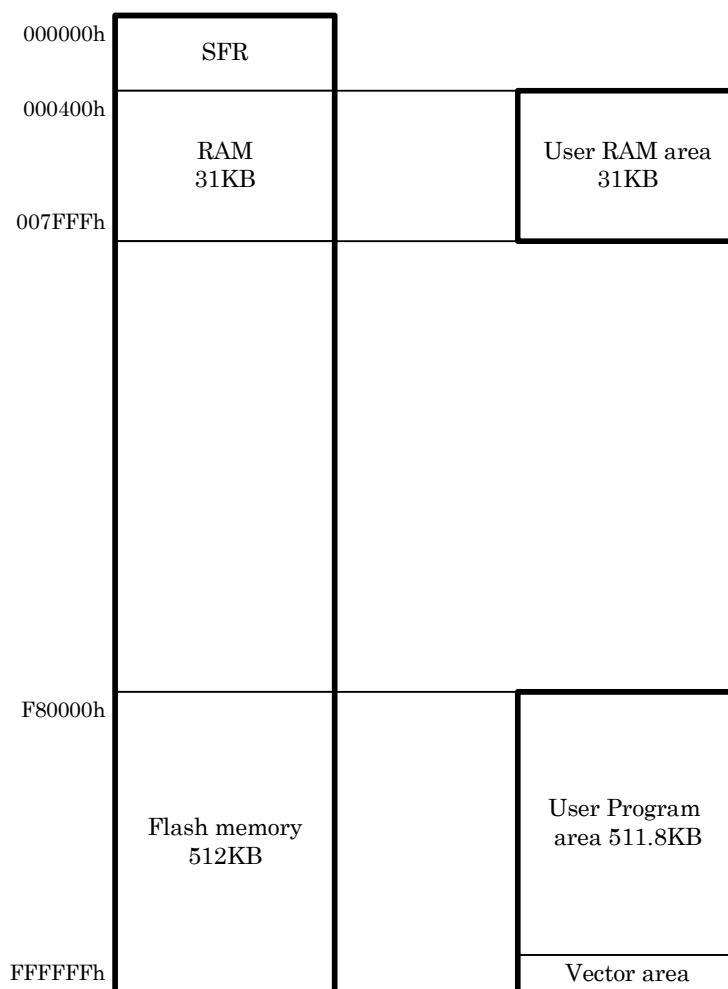 000000h
SFR
000400h
RAM
31KB
User RAM area
31KB
007FFFh
F80000h
Flash memory
512KB
User Program
area 511.8KB
FFFFFFh
Vector area